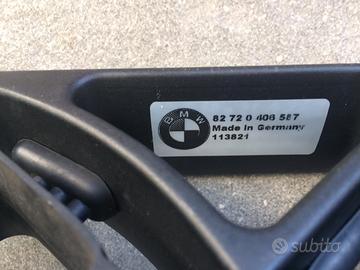 BMW
82 72 0 406 587
Made in Germany
113821
subito